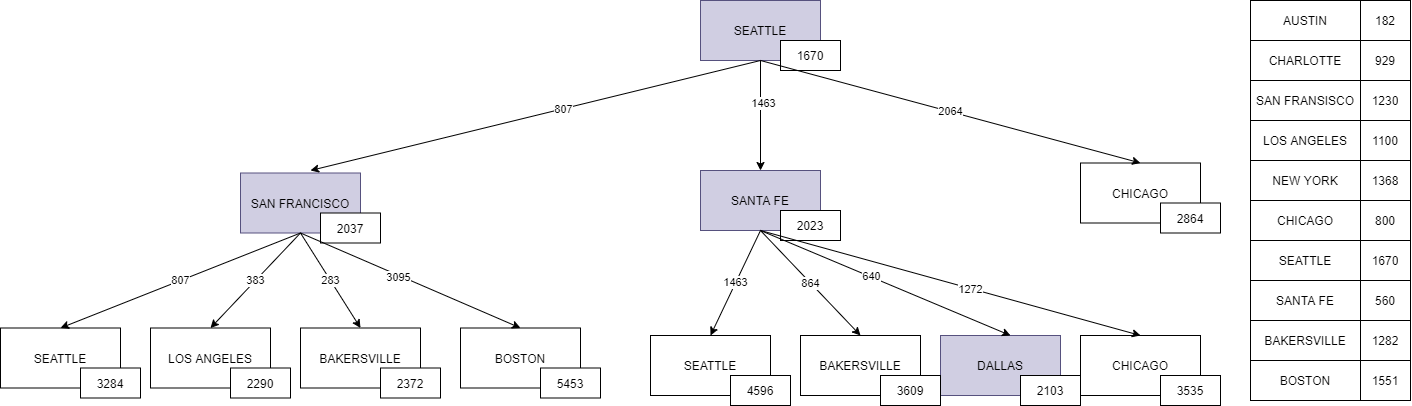 SEATTLE
1670
807
1463
2064
SAN FRANCISCO
2037
SANTA FE
2023
CHICAGO
2864
807
383
283
3095
1463
864
640
1272
SEATTLE
3284
LOS ANGELES
2290
BAKERSVILLE
2372
BOSTON
5453
SEATTLE
4596
BAKERSVILLE
3609
DALLAS
2103
CHICAGO
3535
AUSTIN 182
CHARLOTTE 929
SAN FRANSISCO 1230
LOS ANGELES 1100
NEW YORK 1368
CHICAGO 800
SEATTLE 1670
SANTA FE 560
BAKERSVILLE 1282
BOSTON 1551